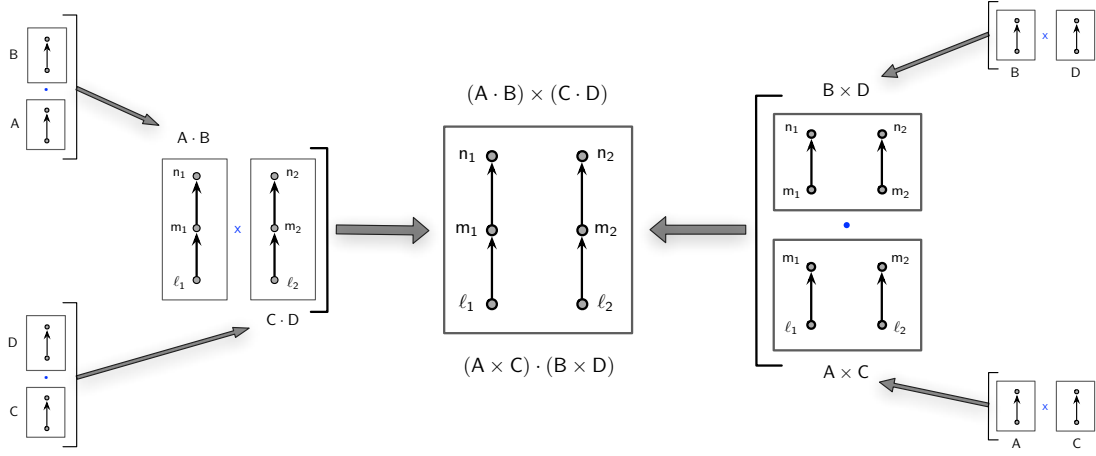 B
·
A
A · B
n₁
m₁
ℓ₁
x
n₂
m₂
ℓ₂
C · D
D
·
C
(A · B) × (C · D)
n₁ n₂
m₁ m₂
ℓ₁ ℓ₂
(A × C) · (B × D)
B × D
n₁ n₂
m₁ m₂
•
m₁ m₂
ℓ₁ ℓ₂
A × C
x
B D
x
A C